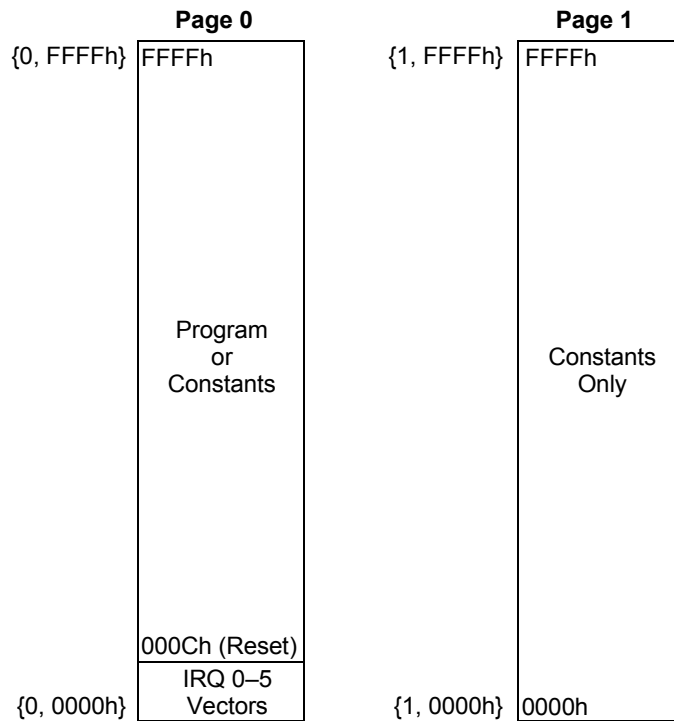 Page 0
{0, FFFFh}
FFFFh
Program
or
Constants
000Ch (Reset)
IRQ 0–5
Vectors
{0, 0000h}
Page 1
{1, FFFFh}
FFFFh
Constants
Only
{1, 0000h}
0000h